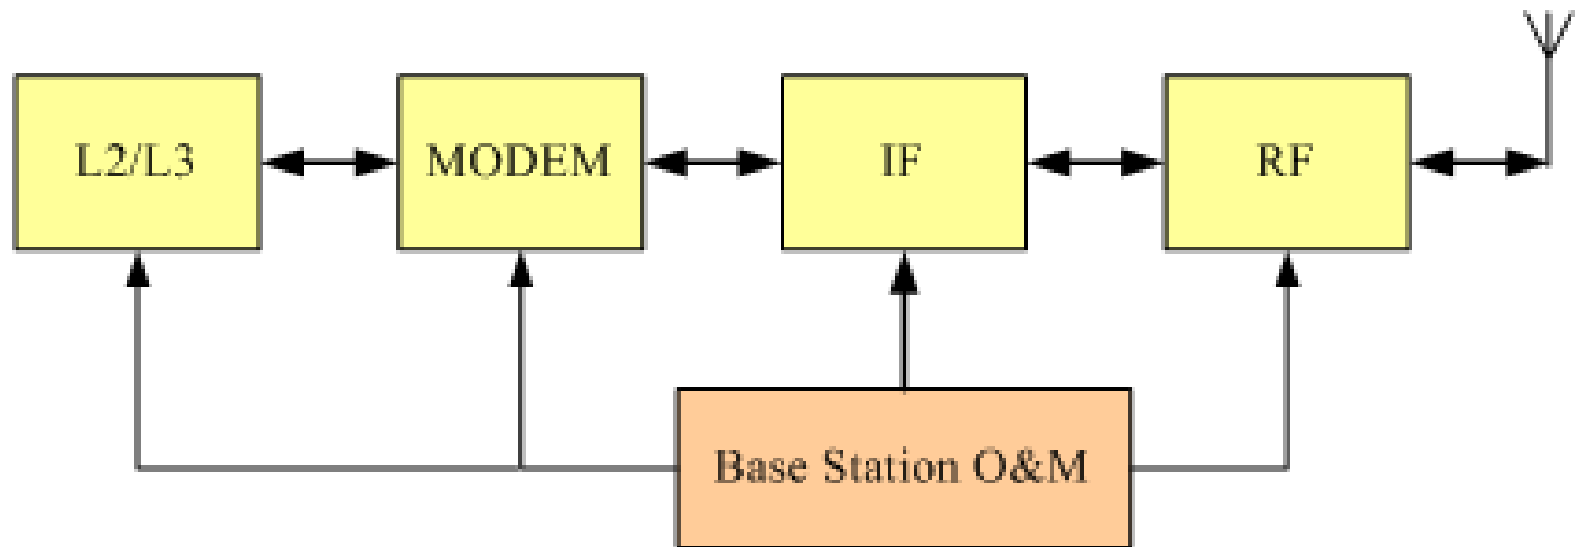 L2/L3
MODEM
IF
RF
Base Station O&M